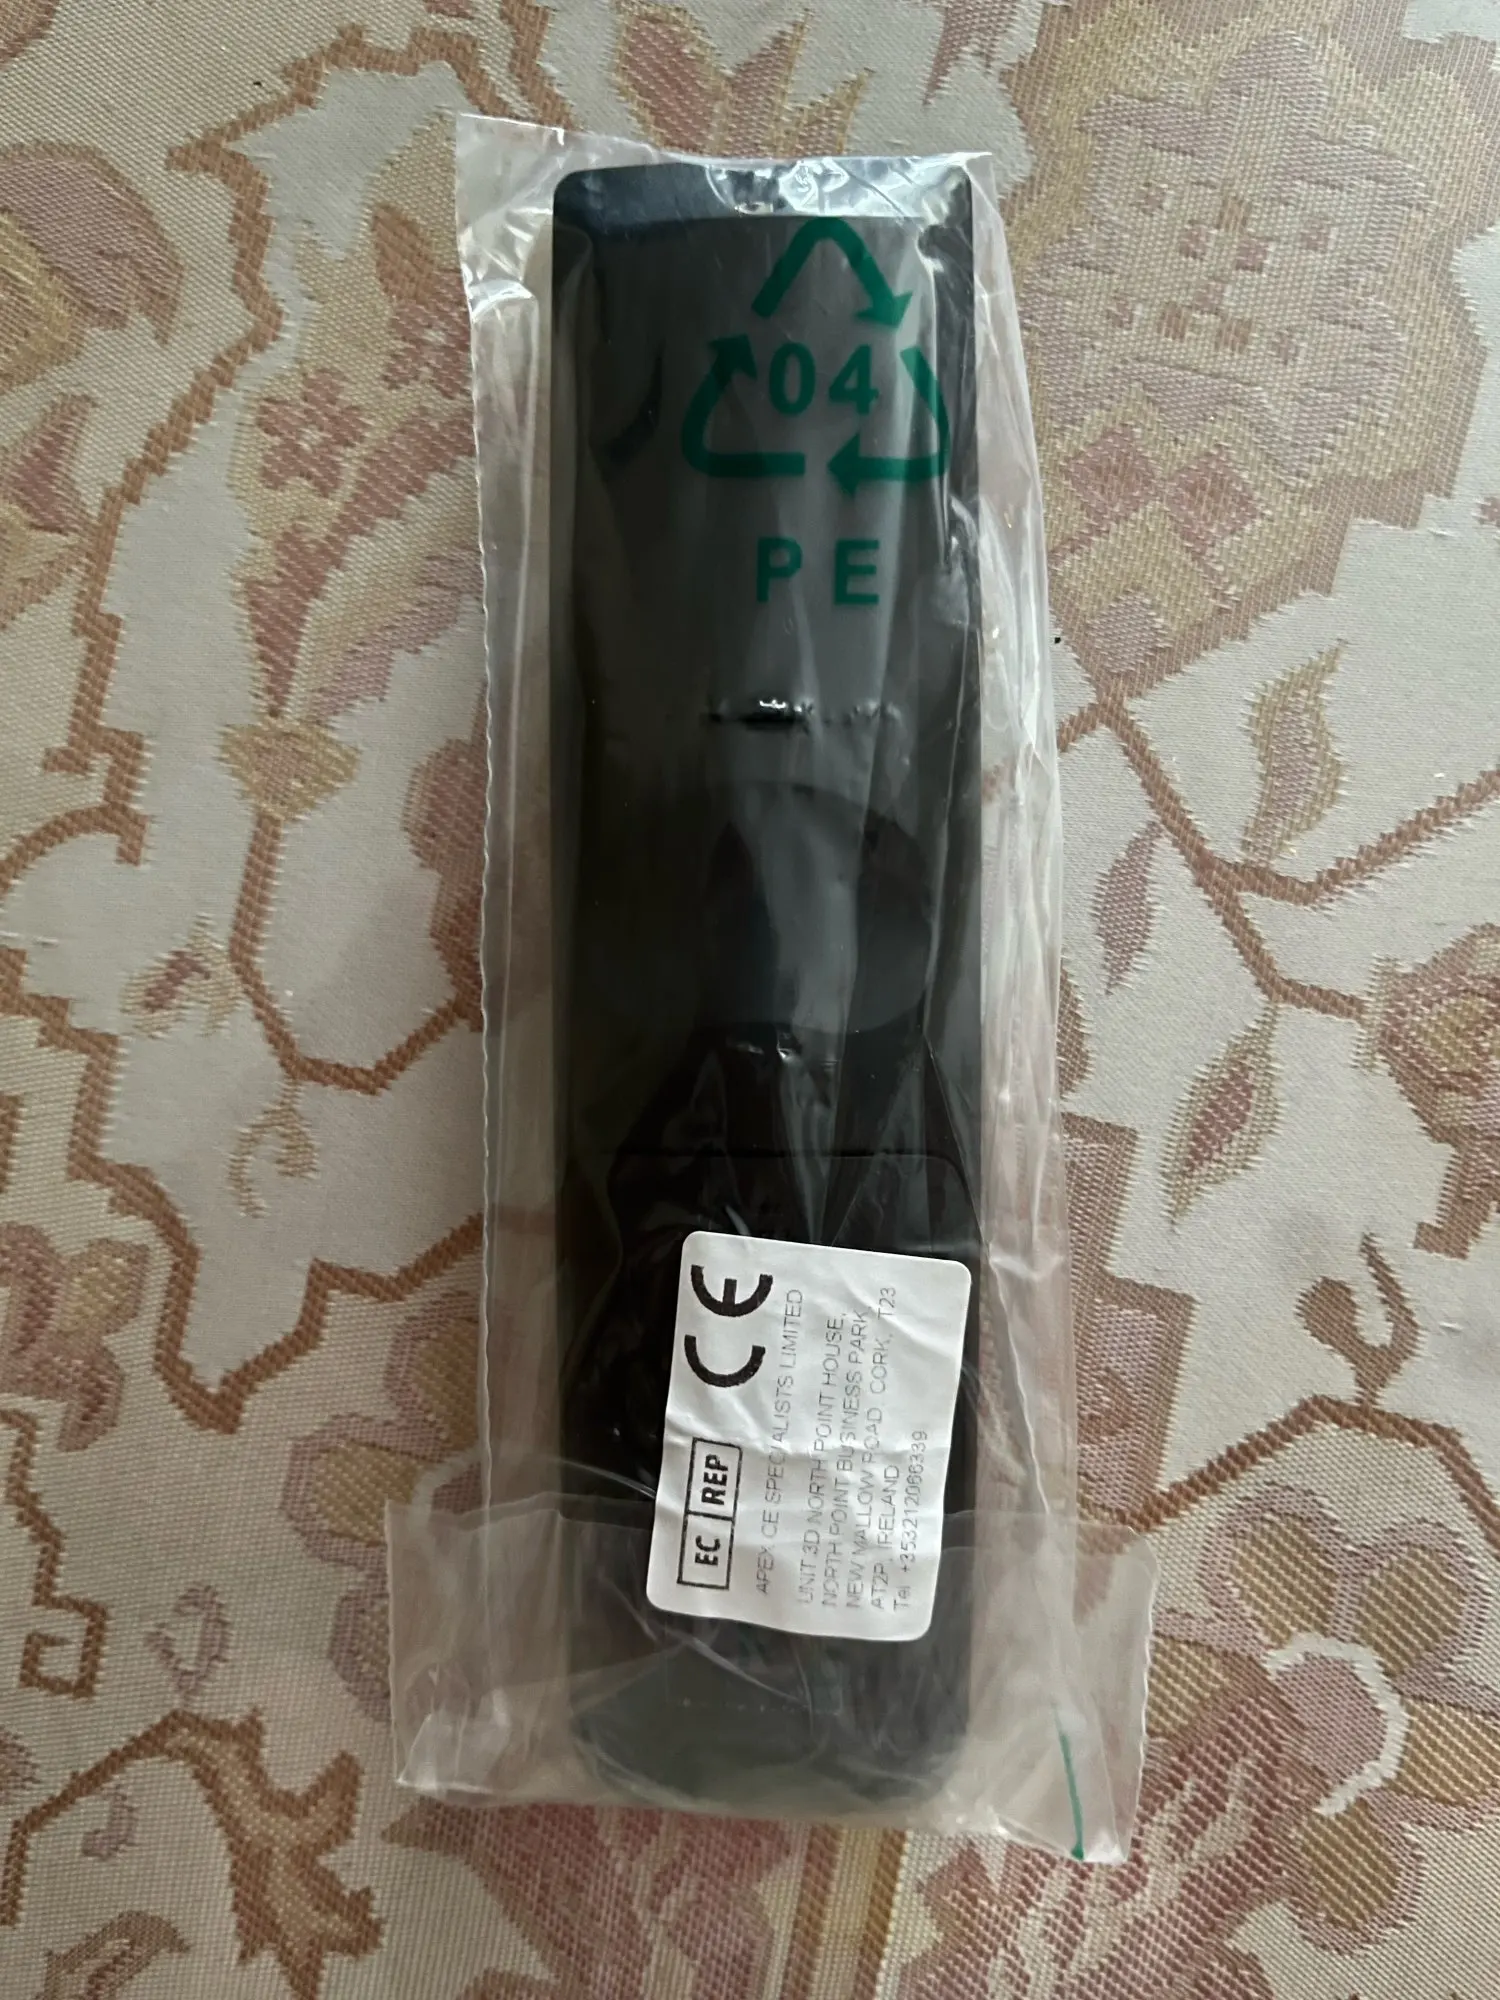 04
PE
CE
EC REP
APEX CE SPECIALISTS LIMITED
UNIT 3D NORTH POINT HOUSE,
NORTH POINT BUSINESS PARK,
NEW MALLOW ROAD, CORK, T23
AT2P, IRELAND
Tel +353212066339